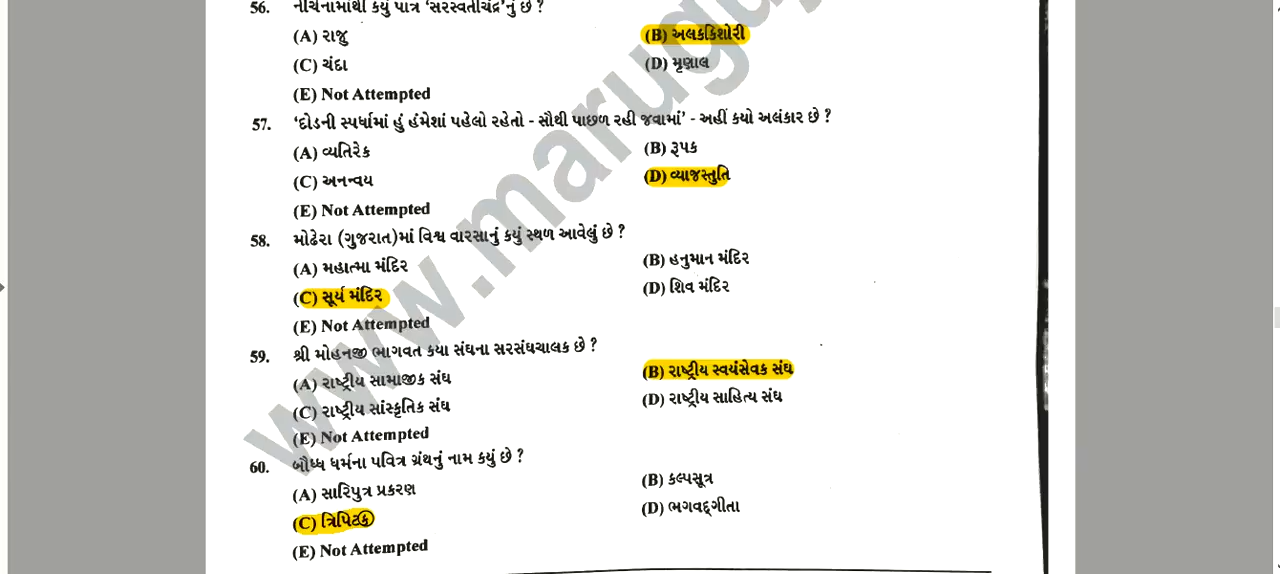 56. નીચેનામાંથી કયું પાત્ર ‘સરસ્વતીચંદ્ર’નું છે ?
(A) રાજુ (B) અલકકિશોરી
(C) ચંદા (D) મૃણાલ
(E) Not Attempted
57. ‘દોડની સ્પર્ધામાં હું હંમેશાં પહેલો રહેતો - સૌથી પાછળ રહી જવામાં’ - અહીં કયો અલંકાર છે ?
(A) વ્યતિરેક (B) રૂપક
(C) અનન્વય (D) વ્યાજસ્તુતિ
(E) Not Attempted
58. મોઢેરા (ગુજરાત)માં વિશ્વ વારસાનું કયું સ્થળ આવેલું છે ?
(A) મહાત્મા મંદિર (B) હનુમાન મંદિર
(C) સૂર્ય મંદિર (D) શિવ મંદિર
(E) Not Attempted
59. શ્રી મોહનજી ભાગવત કયા સંઘના સરસંઘચાલક છે ?
(A) રાષ્ટ્રીય સામાજીક સંઘ (B) રાષ્ટ્રીય સ્વયંસેવક સંઘ
(C) રાષ્ટ્રીય સાંસ્કૃતિક સંઘ (D) રાષ્ટ્રીય સાહિત્ય સંઘ
(E) Not Attempted
60. બૌધ્ધ ધર્મના પવિત્ર ગ્રંથનું નામ કયું છે ?
(A) સારિપુત્ર પ્રકરણ (B) કલ્પસૂત્ર
(C) ત્રિપિટક (D) ભગવદ્‌ગીતા
(E) Not Attempted
www.marugu